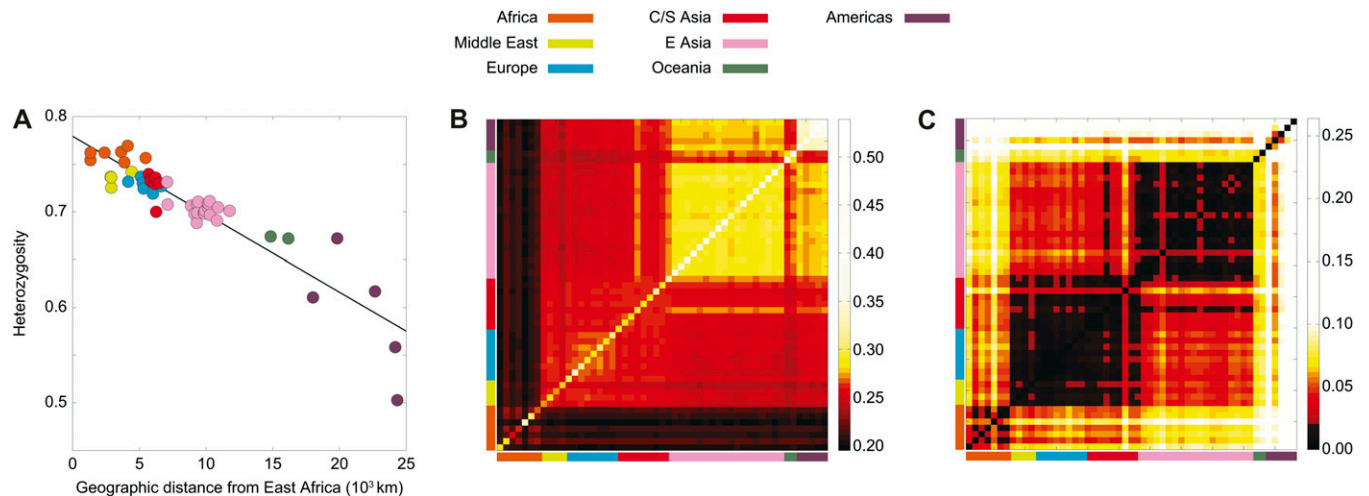 Africa
Middle East
Europe
C/S Asia
E Asia
Oceania
Americas
A
0.8
0.7
0.6
0.5
Heterozygosity
0
5
10
15
20
25
Geographic distance from East Africa (10³ km)
B
0.50
0.45
0.40
0.35
0.30
0.25
0.20
C
0.25
0.20
0.15
0.10
0.05
0.00